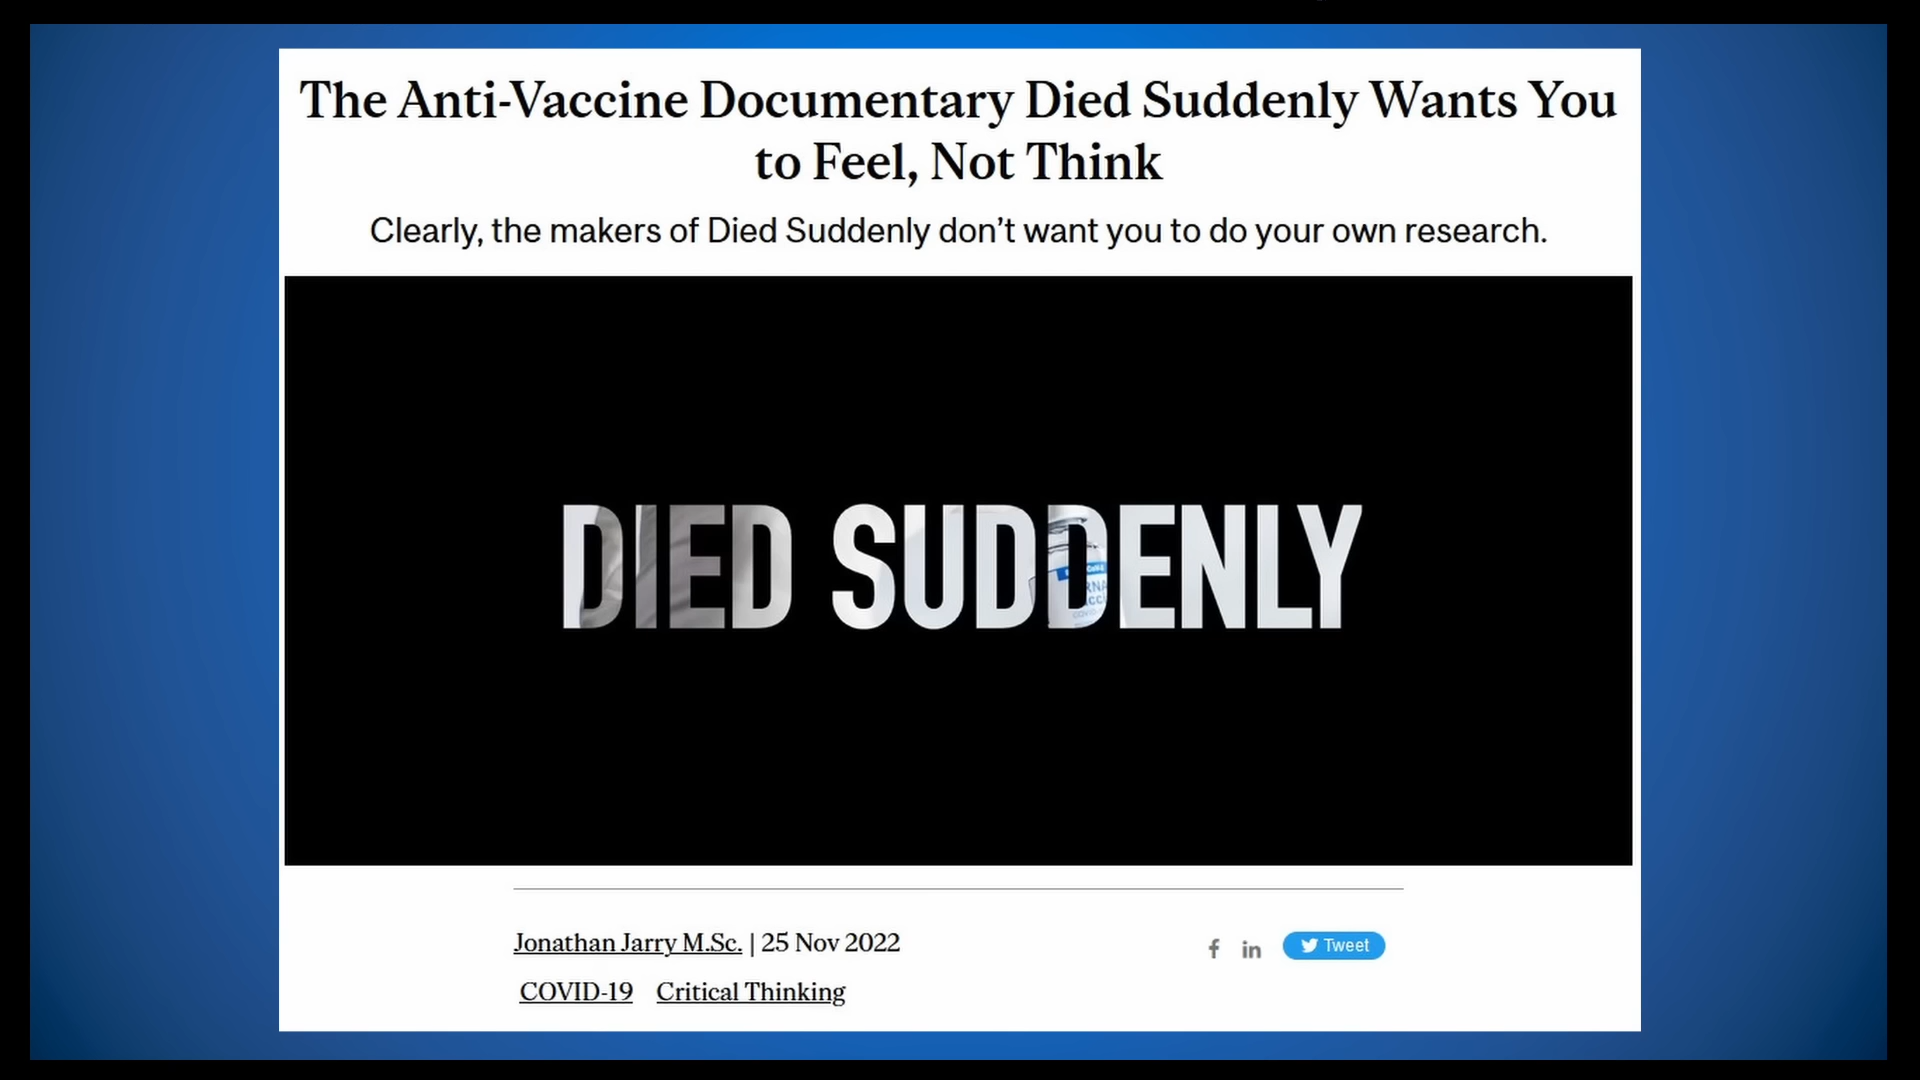 The Anti-Vaccine Documentary Died Suddenly Wants You
to Feel, Not Think
Clearly, the makers of Died Suddenly don't want you to do your own research.
DIED SUDDENLY
Jonathan Jarry M.Sc. | 25 Nov 2022
f in Tweet
COVID-19 Critical Thinking